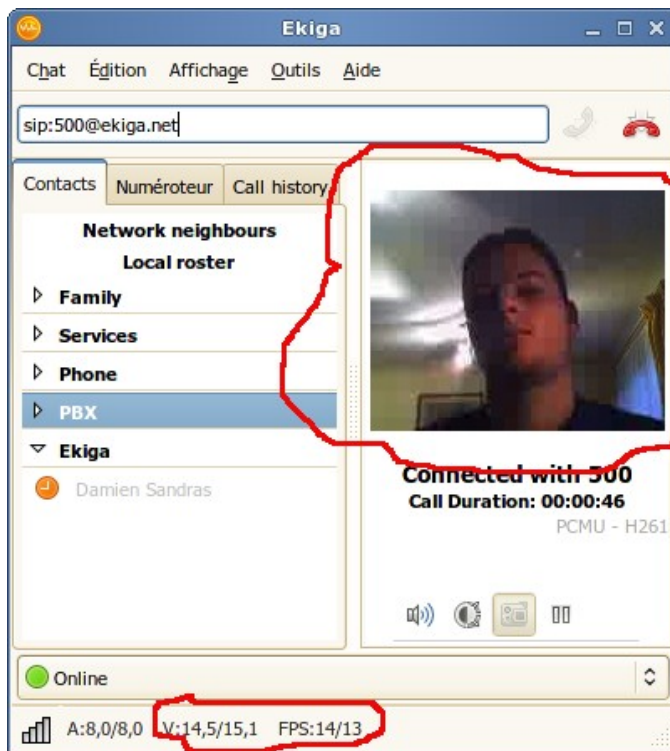 Ekiga
Chat Édition Affichage Outils Aide
sip:500@ekiga.net
Contacts Numéroteur Call history
Network neighbours
Local roster
Family
Services
Phone
PBX
Ekiga
Damien Sandras
Connected with 500
Call Duration: 00:00:46
PCMU - H261
Online
A:8,0/8,0 V:14,5/15,1 FPS:14/13